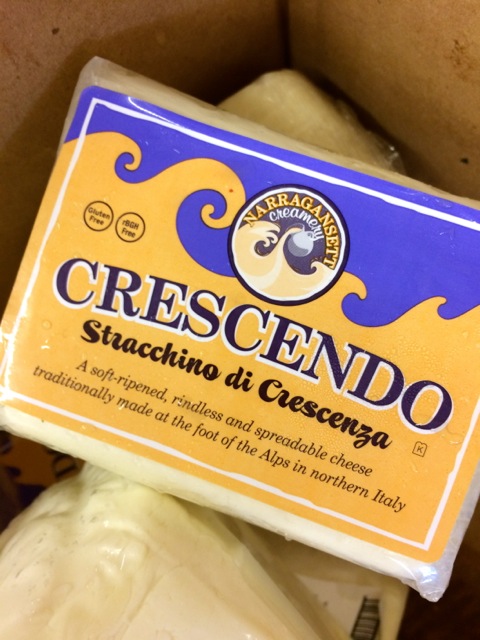 NARRAGANSETT
Creamery
Gluten
Free
rBGH
Free
CRESCENDO
Stracchino di Crescenza
A soft-ripened, rindless and spreadable cheese
traditionally made at the foot of the Alps in northern Italy
K